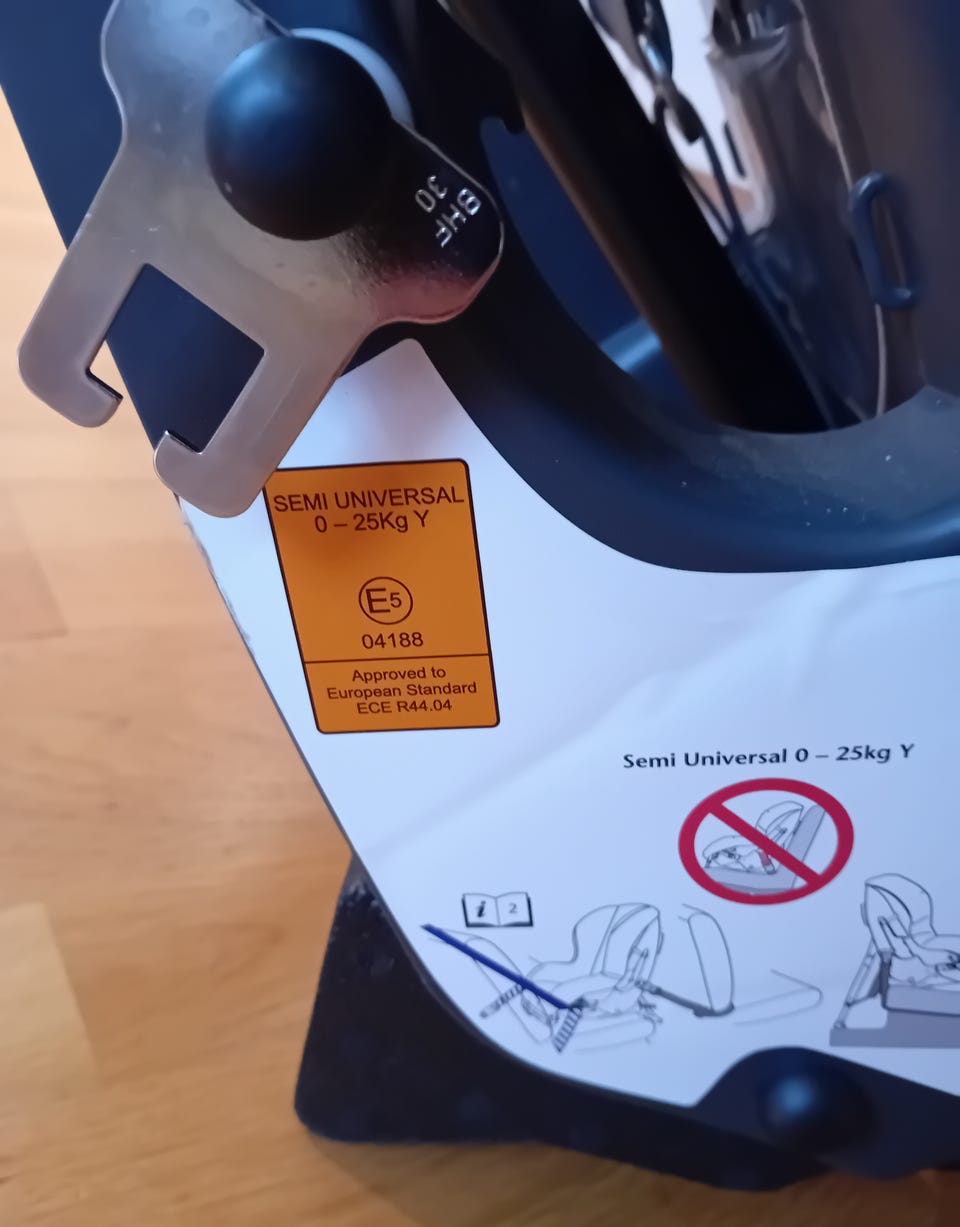 30
BHF
SEMI UNIVERSAL
0 – 25Kg Y
E5
04188
Approved to
European Standard
ECE R44.04
Semi Universal 0 – 25kg Y
i 2